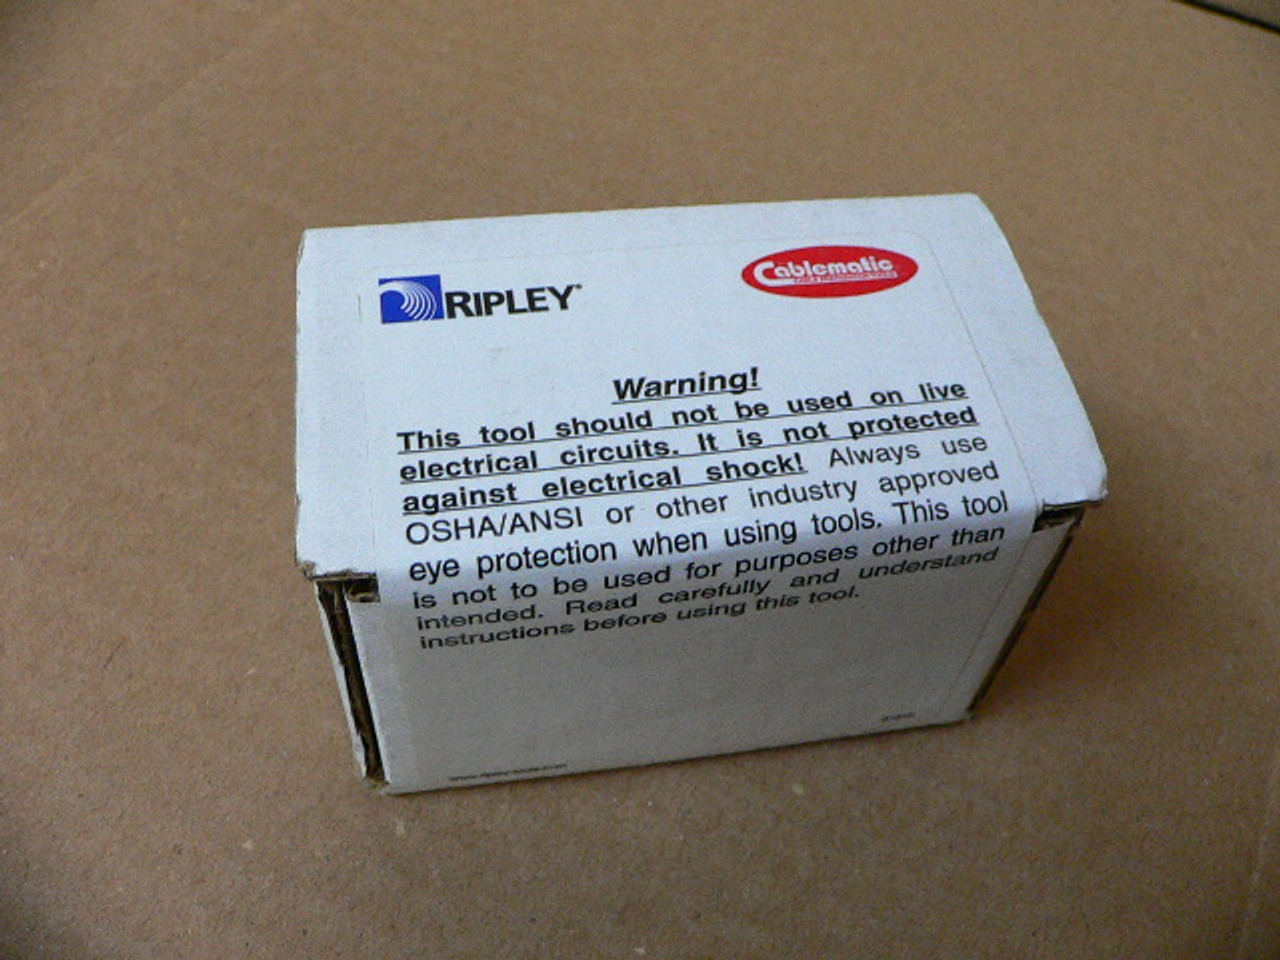 RIPLEY®
Cablematic
Warning!
This tool should not be used on live
electrical circuits. It is not protected
against electrical shock! Always use
OSHA/ANSI or other industry approved
eye protection when using tools. This tool
is not to be used for purposes other than
intended. Read carefully and understand
instructions before using this tool.